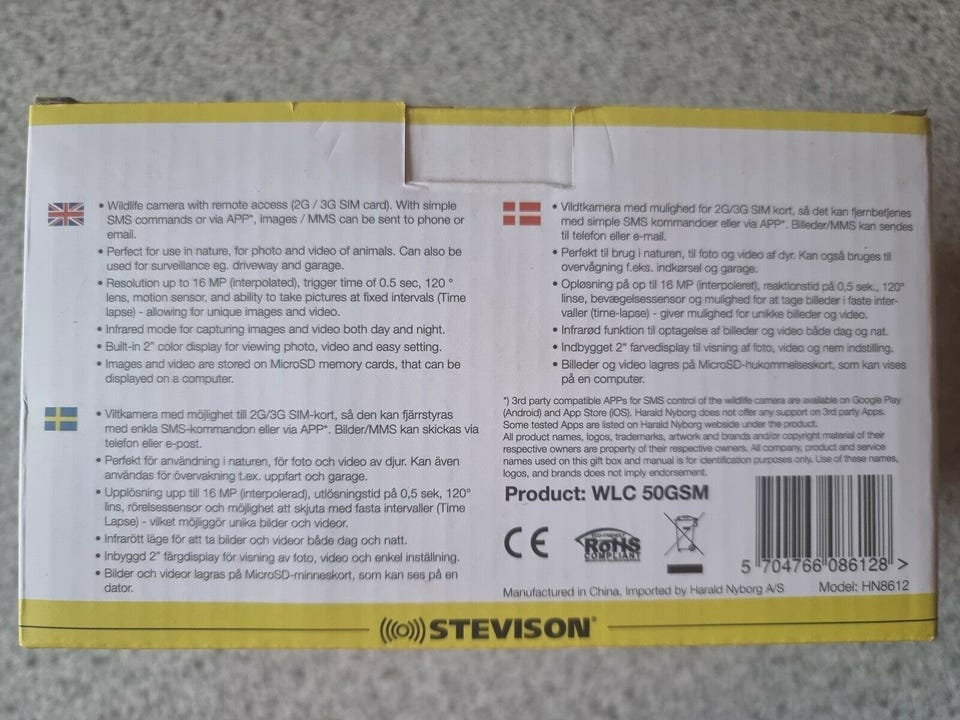 • Wildlife camera with remote access (2G / 3G SIM card). With simple
SMS commands or via APP*, images / MMS can be sent to phone or
email.
• Perfect for use in nature, for photo and video of animals. Can also be
used for surveillance eg. driveway and garage.
• Resolution up to 16 MP (interpolated), trigger time of 0.5 sec, 120 °
lens, motion sensor, and ability to take pictures at fixed intervals (Time
lapse) - allowing for unique images and video.
• Infrared mode for capturing images and video both day and night.
• Built-in 2" color display for viewing photo, video and easy setting.
• Images and video are stored on MicroSD memory cards, that can be
displayed on a computer.
• Viltkamera med möjlighet till 2G/3G SIM-kort, så den kan fjärrstyras
med enkla SMS-kommandon eller via APP*. Bilder/MMS kan skickas via
telefon eller e-post.
• Perfekt för användning i naturen, för foto och video av djur. Kan även
användas för övervakning t.ex. uppfart och garage.
• Upplösning upp till 16 MP (interpolerad), utlösningstid på 0,5 sek, 120°
lins, rörelsessensor och möjlighet att skjuta med fasta intervaller (Time
Lapse) - vilket möjliggör unika bilder och videor.
• Infrarött läge för att ta bilder och videor både dag och natt.
• Inbyggd 2" färgdisplay för visning av foto, video och enkel inställning.
• Bilder och videor lagras på MicroSD-minneskort, som kan ses på en
dator.
• Vildtkamera med mulighed for 2G/3G SIM kort, så det kan fjernbetjenes
med simple SMS kommandoer eller via APP*. Billeder/MMS kan sendes
til telefon eller e-mail.
• Perfekt til brug i naturen, til foto og video af dyr. Kan også bruges til
overvågning f.eks. indkørsel og garage.
• Opløsning på op til 16 MP (interpoleret), reaktionstid på 0,5 sek., 120°
linse, bevægelsessensor og mulighed for at tage billeder i faste inter-
valler (time-lapse) - giver mulighed for unikke billeder og video.
• Infrarød funktion til optagelse af billeder og video både dag og nat.
• Indbygget 2" farvedisplay til visning af foto, video og nem indstilling.
• Billeder og video lagres på MicroSD-hukommelseskort, som kan vises
på en computer.
*) 3rd party compatible APPs for SMS control of the wildlife camera are available on Google Play
(Android) and App Store (iOS). Harald Nyborg does not offer any support on 3rd party Apps.
Some tested Apps are listed on Harald Nyborg webside under the product.
All product names, logos, trademarks, artwork and brands and/or copyright material of their
respective owners are property of their respective owners. All company, product and service
names used on this gift box and manual is for identification purposes only. Use of these names,
logos, and brands does not imply endorsement.
Product: WLC 50GSM
CE
ECO-FRIENDLY
RoHS
COMPLIANT
5 704766 086128 >
Manufactured in China. Imported by Harald Nyborg A/S
Model: HN8612
STEVISON®